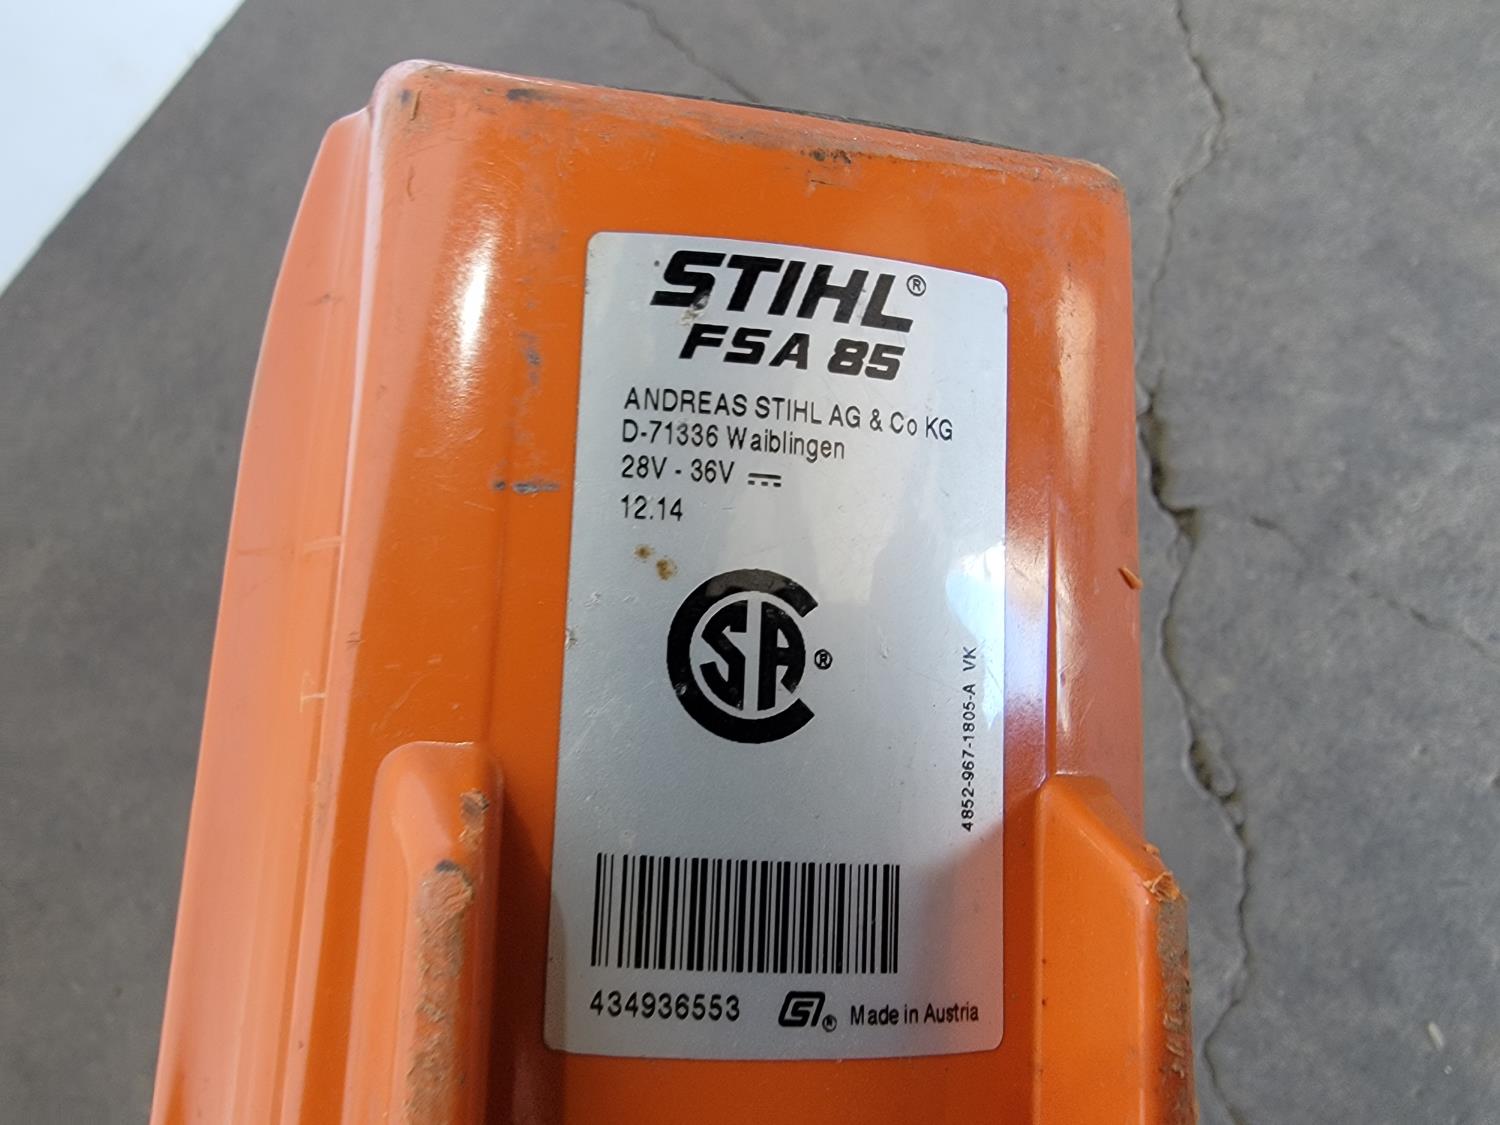 STIHL®
FSA 85
ANDREAS STIHL AG & Co KG
D-71336 Waiblingen
28V - 36V
12.14
CSA®
4852-967-1805-A VK
434936553
® Made in Austria